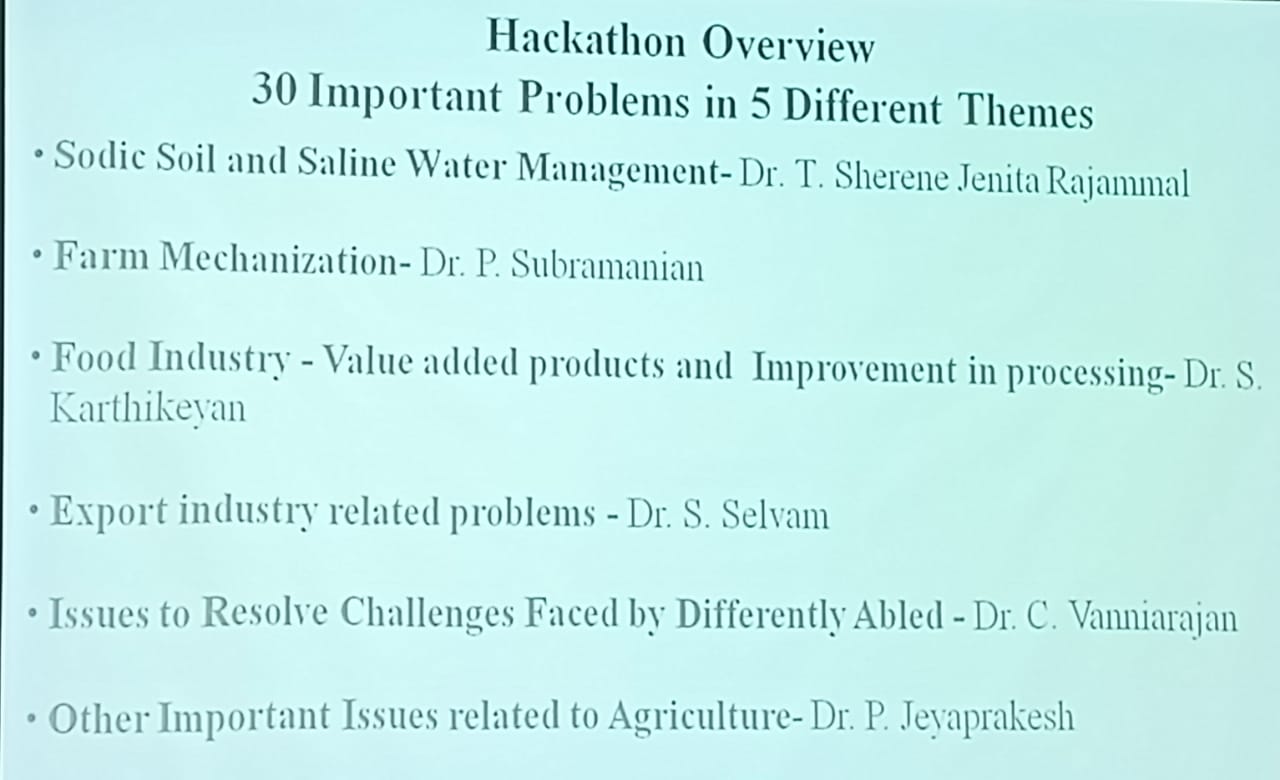 Hackathon Overview
30 Important Problems in 5 Different Themes
• Sodic Soil and Saline Water Management- Dr. T. Sherene Jenita Rajammal
• Farm Mechanization- Dr. P. Subramanian
• Food Industry - Value added products and Improvement in processing- Dr. S.
Karthikeyan
• Export industry related problems - Dr. S. Selvam
• Issues to Resolve Challenges Faced by Differently Abled - Dr. C. Vanniarajan
• Other Important Issues related to Agriculture- Dr. P. Jeyaprakesh